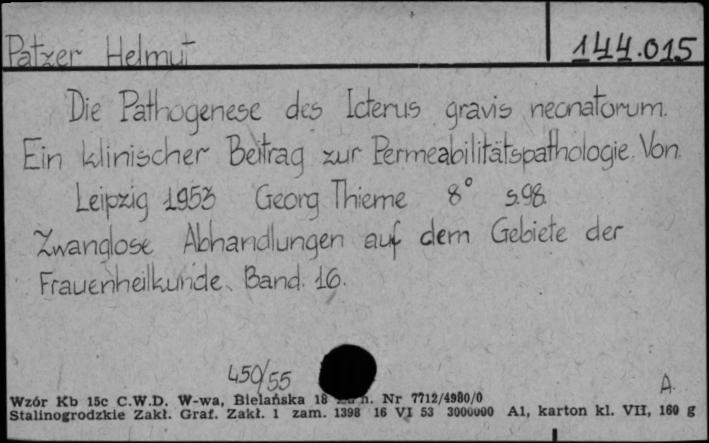 Patzer Helmut
144.015
Die Pathogenese des Icterus gravis neonatorum.
Ein klinischer Beitrag zur Permeabilitätspathologie. Von
Leipzig 1953 Georg Thieme 8° s.98.
Zwanglose Abhandlungen auf dem Gebiete der
Frauenheilkunde. Band. 16.
450/55
A.
Wzór Kb 15c C.W.D. W-wa, Bielańska 18 n. Nr 7712/4980/0
Stalinogrodzkie Zakł. Graf. Zakł. 1 zam. 1398 16 VI 53 3000000 A1, karton kl. VII, 160 g